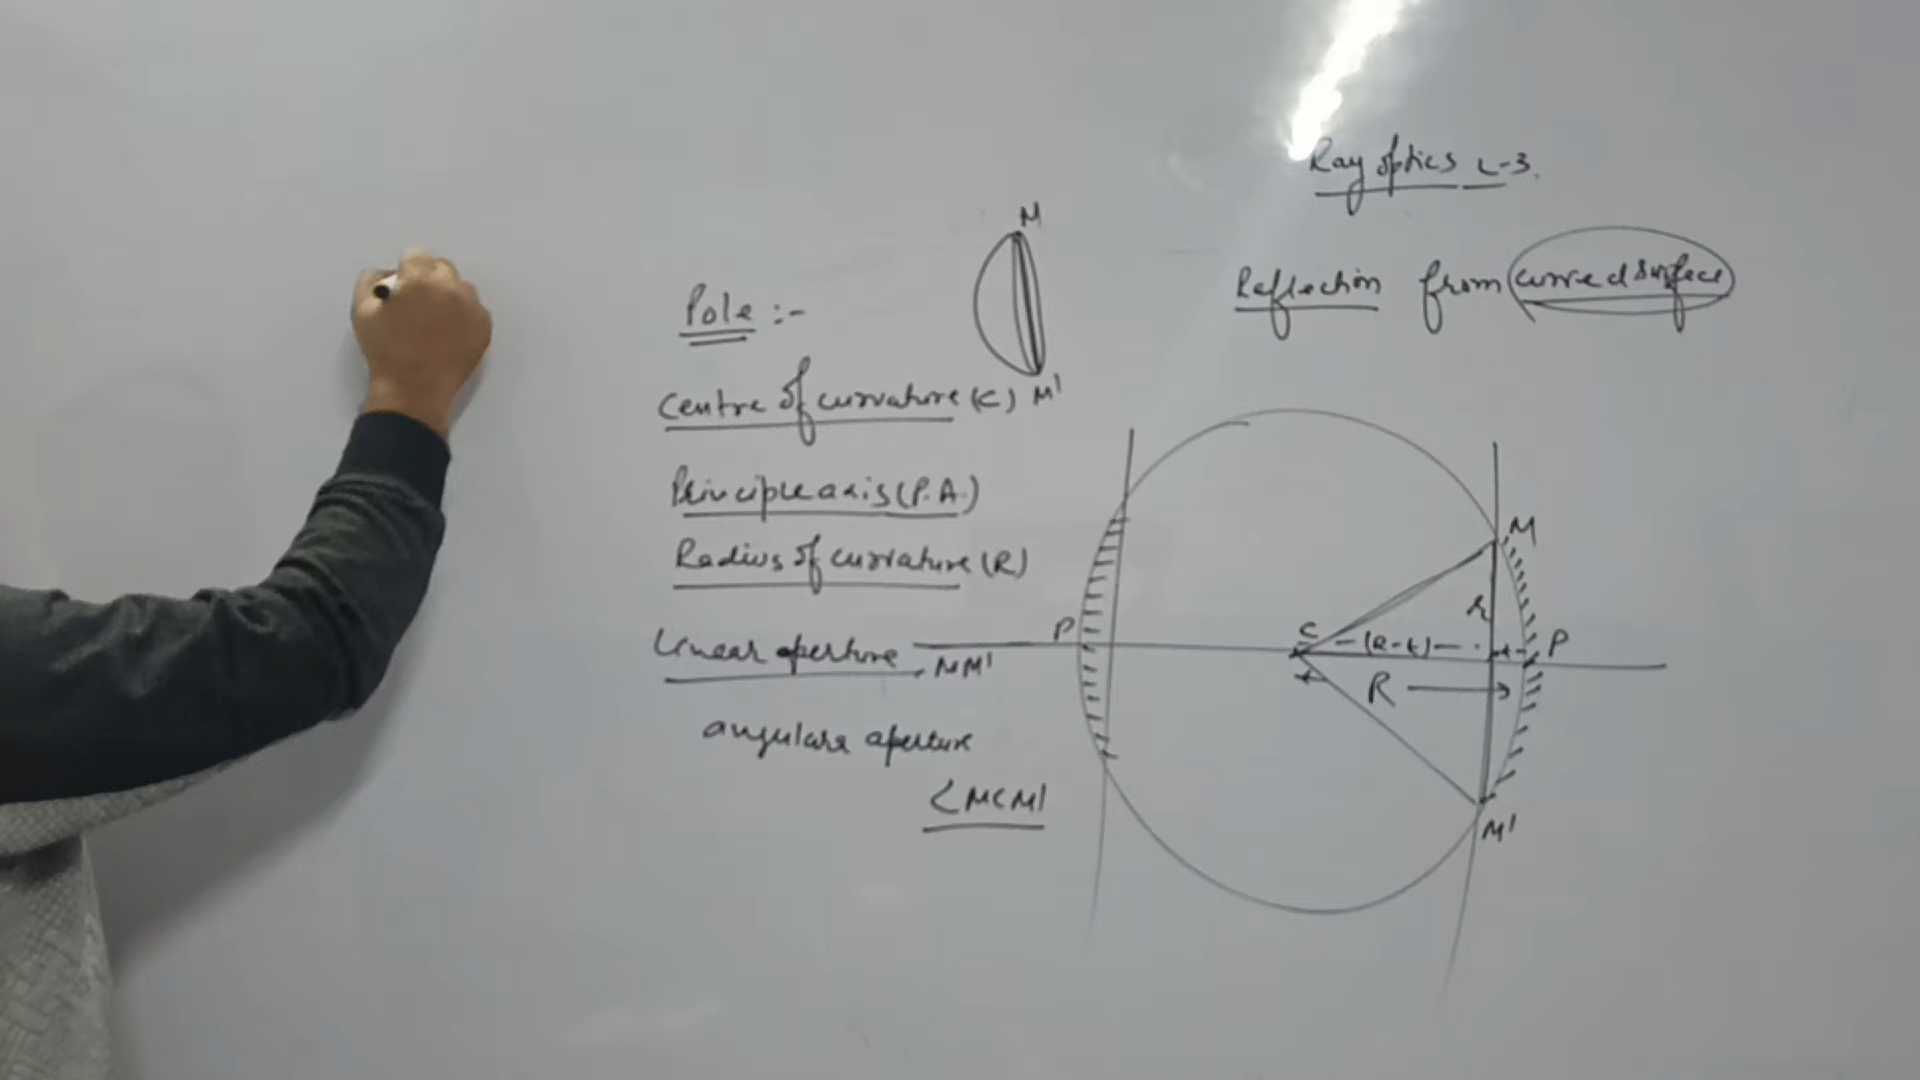 Ray optics L-3.
Reflection from curved surface
M
M'
Pole :-
Centre of curvature (C)
Principle axis (P.A.)
Radius of curvature (R)
Linear aperture
MM'
angulare aperture
<MCM'
M
r
P
C
(R-t)
t
P
R
M'